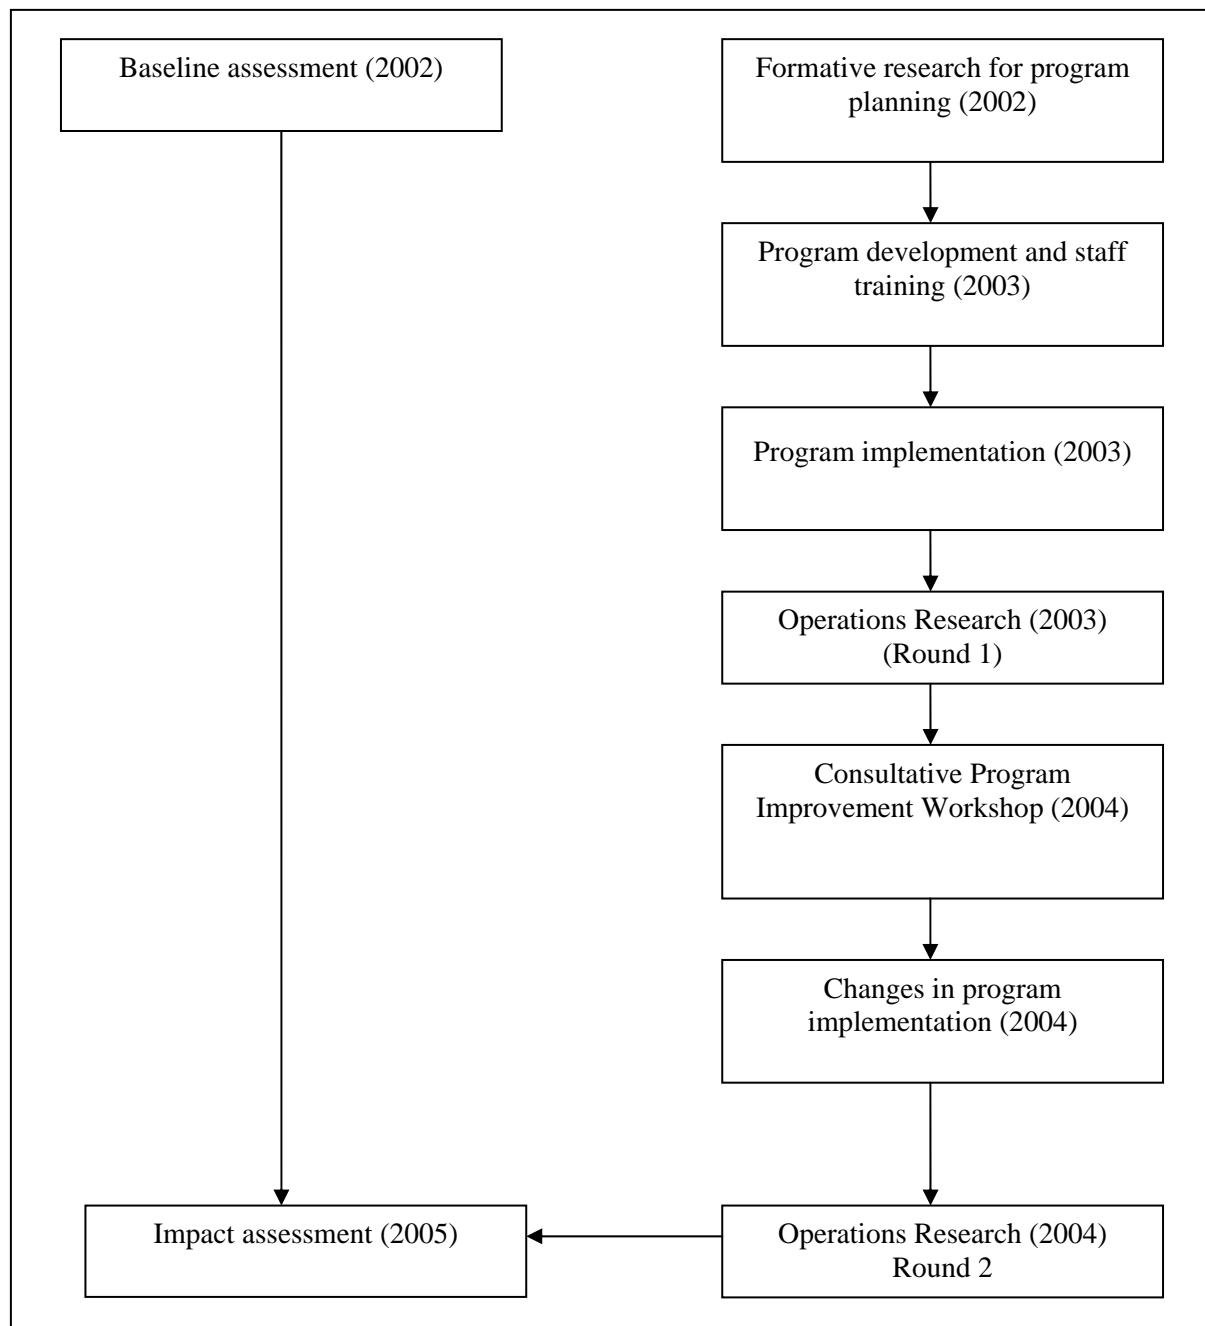 Baseline assessment (2002)
Formative research for program
planning (2002)
Program development and staff
training (2003)
Program implementation (2003)
Operations Research (2003)
(Round 1)
Consultative Program
Improvement Workshop (2004)
Changes in program
implementation (2004)
Impact assessment (2005)
Operations Research (2004)
Round 2